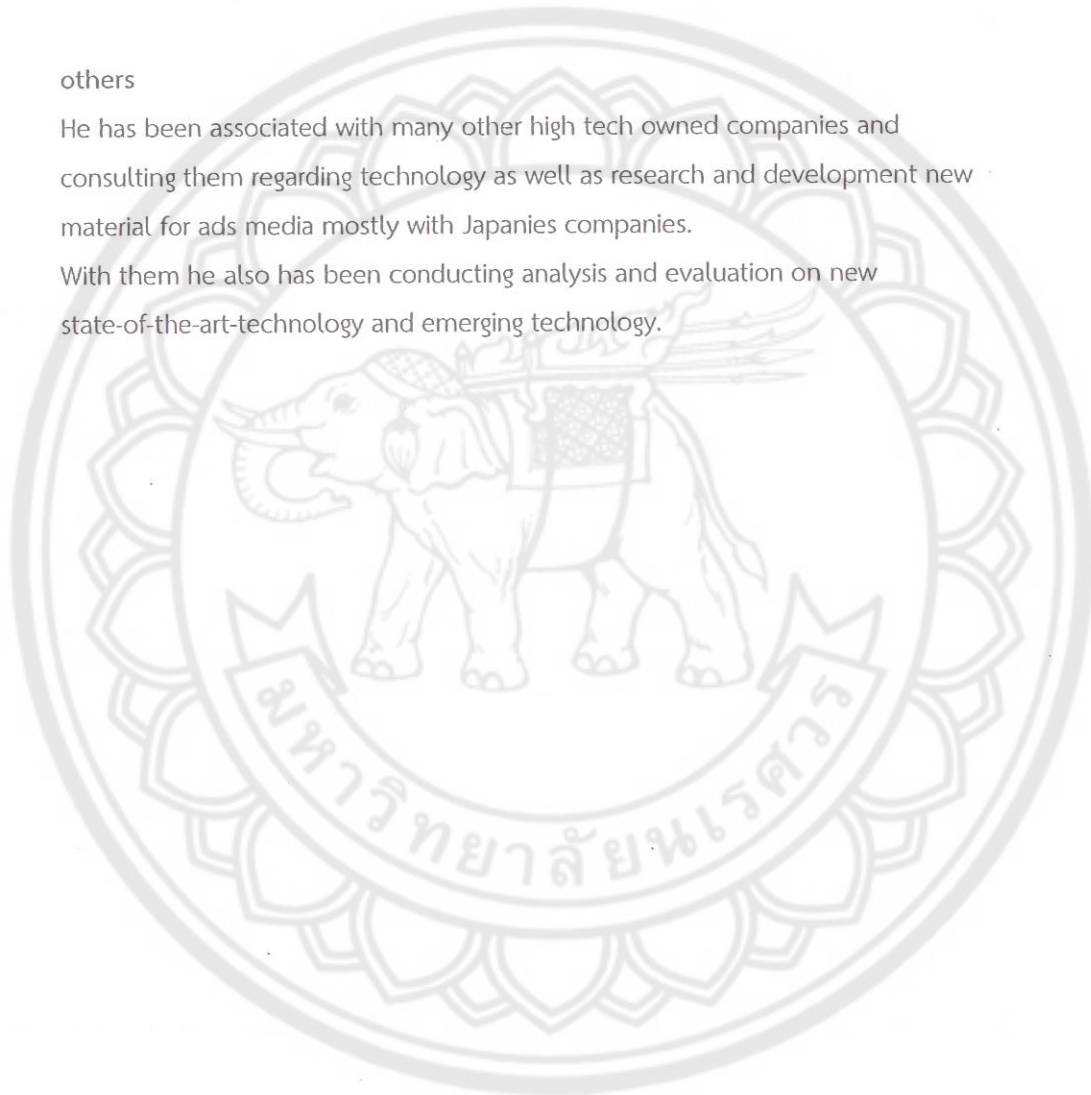 others
He has been associated with many other high tech owned companies and
consulting them regarding technology as well as research and development new
material for ads media mostly with Japanies companies.
With them he also has been conducting analysis and evaluation on new
state-of-the-art-technology and emerging technology.
มหาวิทยาลัยนเรศวร